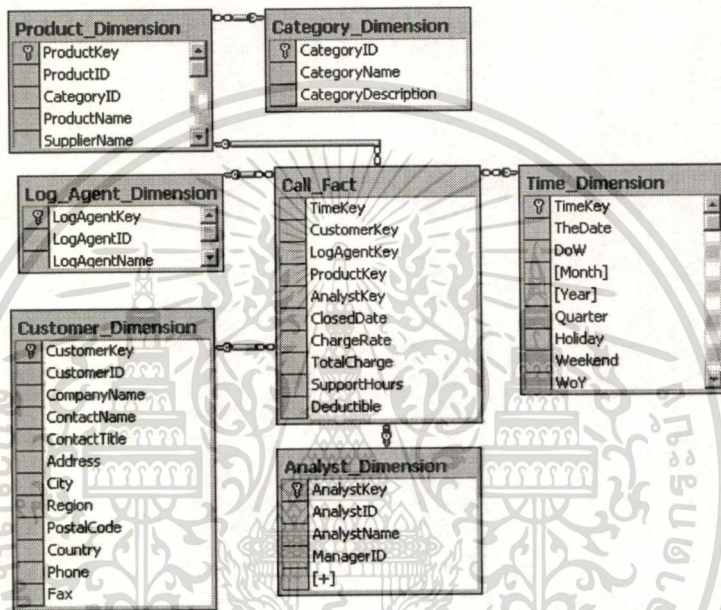 Product_Dimension
ProductKey
ProductID
CategoryID
ProductName
SupplierName
Category_Dimension
CategoryID
CategoryName
CategoryDescription
Log_Agent_Dimension
LogAgentKey
LogAgentID
LogAgentName
Call_Fact
TimeKey
CustomerKey
LogAgentKey
ProductKey
AnalystKey
ClosedDate
ChargeRate
TotalCharge
SupportHours
Deductible
Time_Dimension
TimeKey
TheDate
DoW
[Month]
[Year]
Quarter
Holiday
Weekend
WoY
Customer_Dimension
CustomerKey
CustomerID
CompanyName
ContactName
ContactTitle
Address
City
Region
PostalCode
Country
Phone
Fax
Analyst_Dimension
AnalystKey
AnalystID
AnalystName
ManagerID
[+]